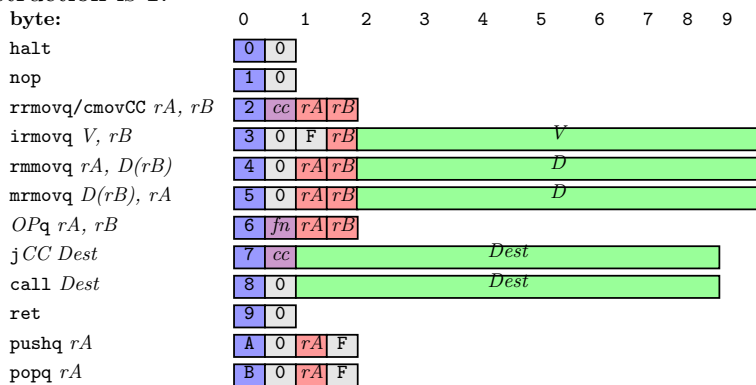 byte: 0 1 2 3 4 5 6 7 8 9
halt 0 0
nop 1 0
rrmovq/cmovCC rA, rB 2 cc rA rB
irmovq V, rB 3 0 F rB V
rmmovq rA, D(rB) 4 0 rA rB D
mrmovq D(rB), rA 5 0 rA rB D
OPq rA, rB 6 fn rA rB
jCC Dest 7 cc Dest
call Dest 8 0 Dest
ret 9 0
pushq rA A 0 rA F
popq rA B 0 rA F